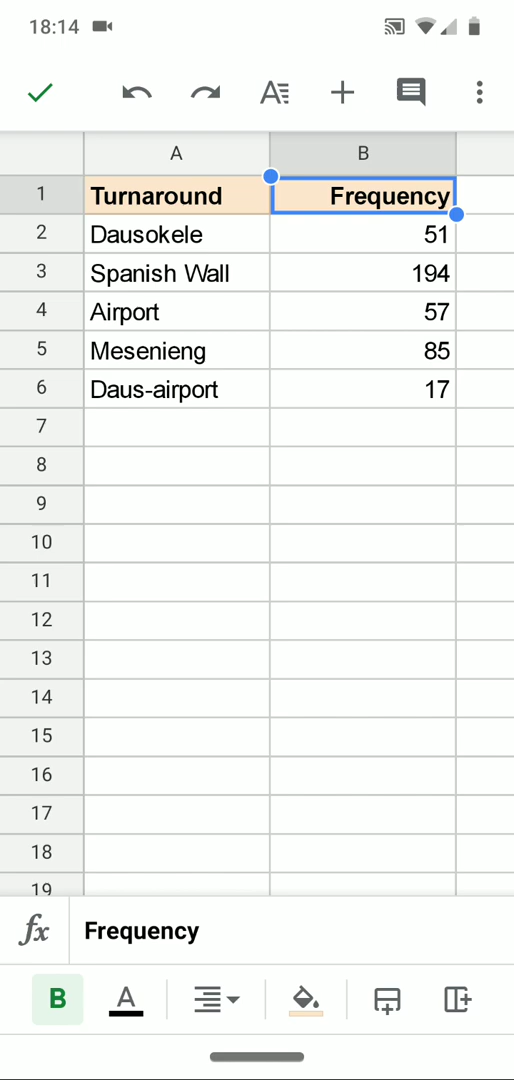 18:14
A B
1 Turnaround Frequency
2 Dausokele 51
3 Spanish Wall 194
4 Airport 57
5 Mesenieng 85
6 Daus-airport 17
7
8
9
10
11
12
13
14
15
16
17
18
19
fx Frequency
B A